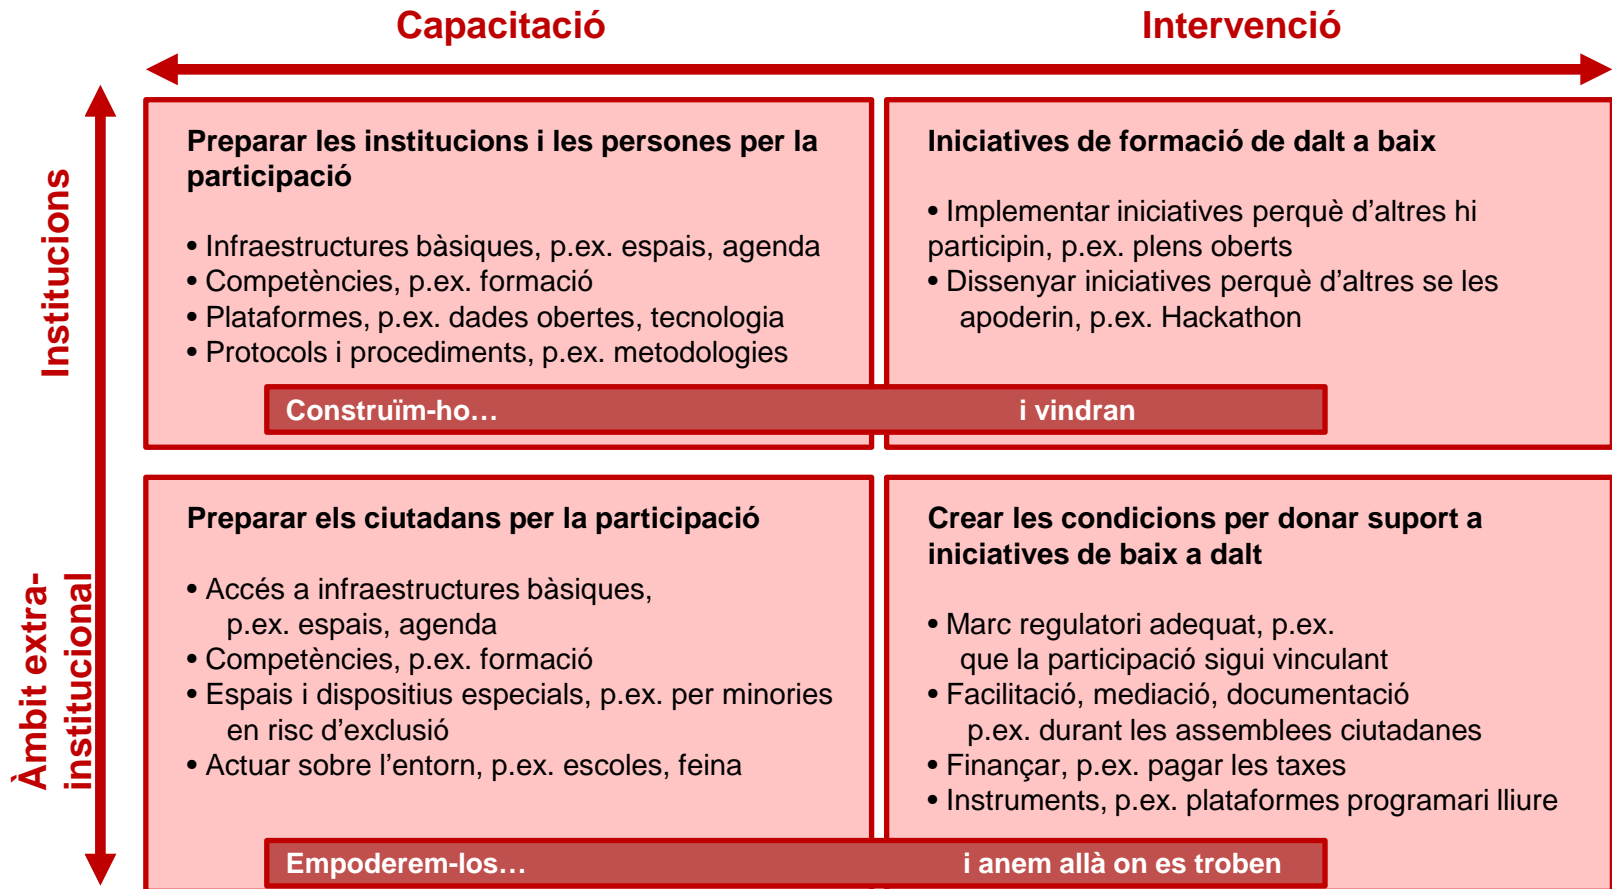 Capacitació
Intervenció
Institucions
Preparar les institucions i les persones per la
participació
• Infraestructures bàsiques, p.ex. espais, agenda
• Competències, p.ex. formació
• Plataformes, p.ex. dades obertes, tecnologia
• Protocols i procediments, p.ex. metodologies
Iniciatives de formació de dalt a baix
• Implementar iniciatives perquè d’altres hi
participin, p.ex. plens oberts
• Dissenyar iniciatives perquè d’altres se les
apoderin, p.ex. Hackathon
Construïm-ho…
i vindran
Àmbit extra-
institucional
Preparar els ciutadans per la participació
• Accés a infraestructures bàsiques,
p.ex. espais, agenda
• Competències, p.ex. formació
• Espais i dispositius especials, p.ex. per minories
en risc d’exclusió
• Actuar sobre l’entorn, p.ex. escoles, feina
Crear les condicions per donar suport a
iniciatives de baix a dalt
• Marc regulatori adequat, p.ex.
que la participació sigui vinculant
• Facilitació, mediació, documentació
p.ex. durant les assemblees ciutadanes
• Finançar, p.ex. pagar les taxes
• Instruments, p.ex. plataformes programari lliure
Empoderem-los…
i anem allà on es troben